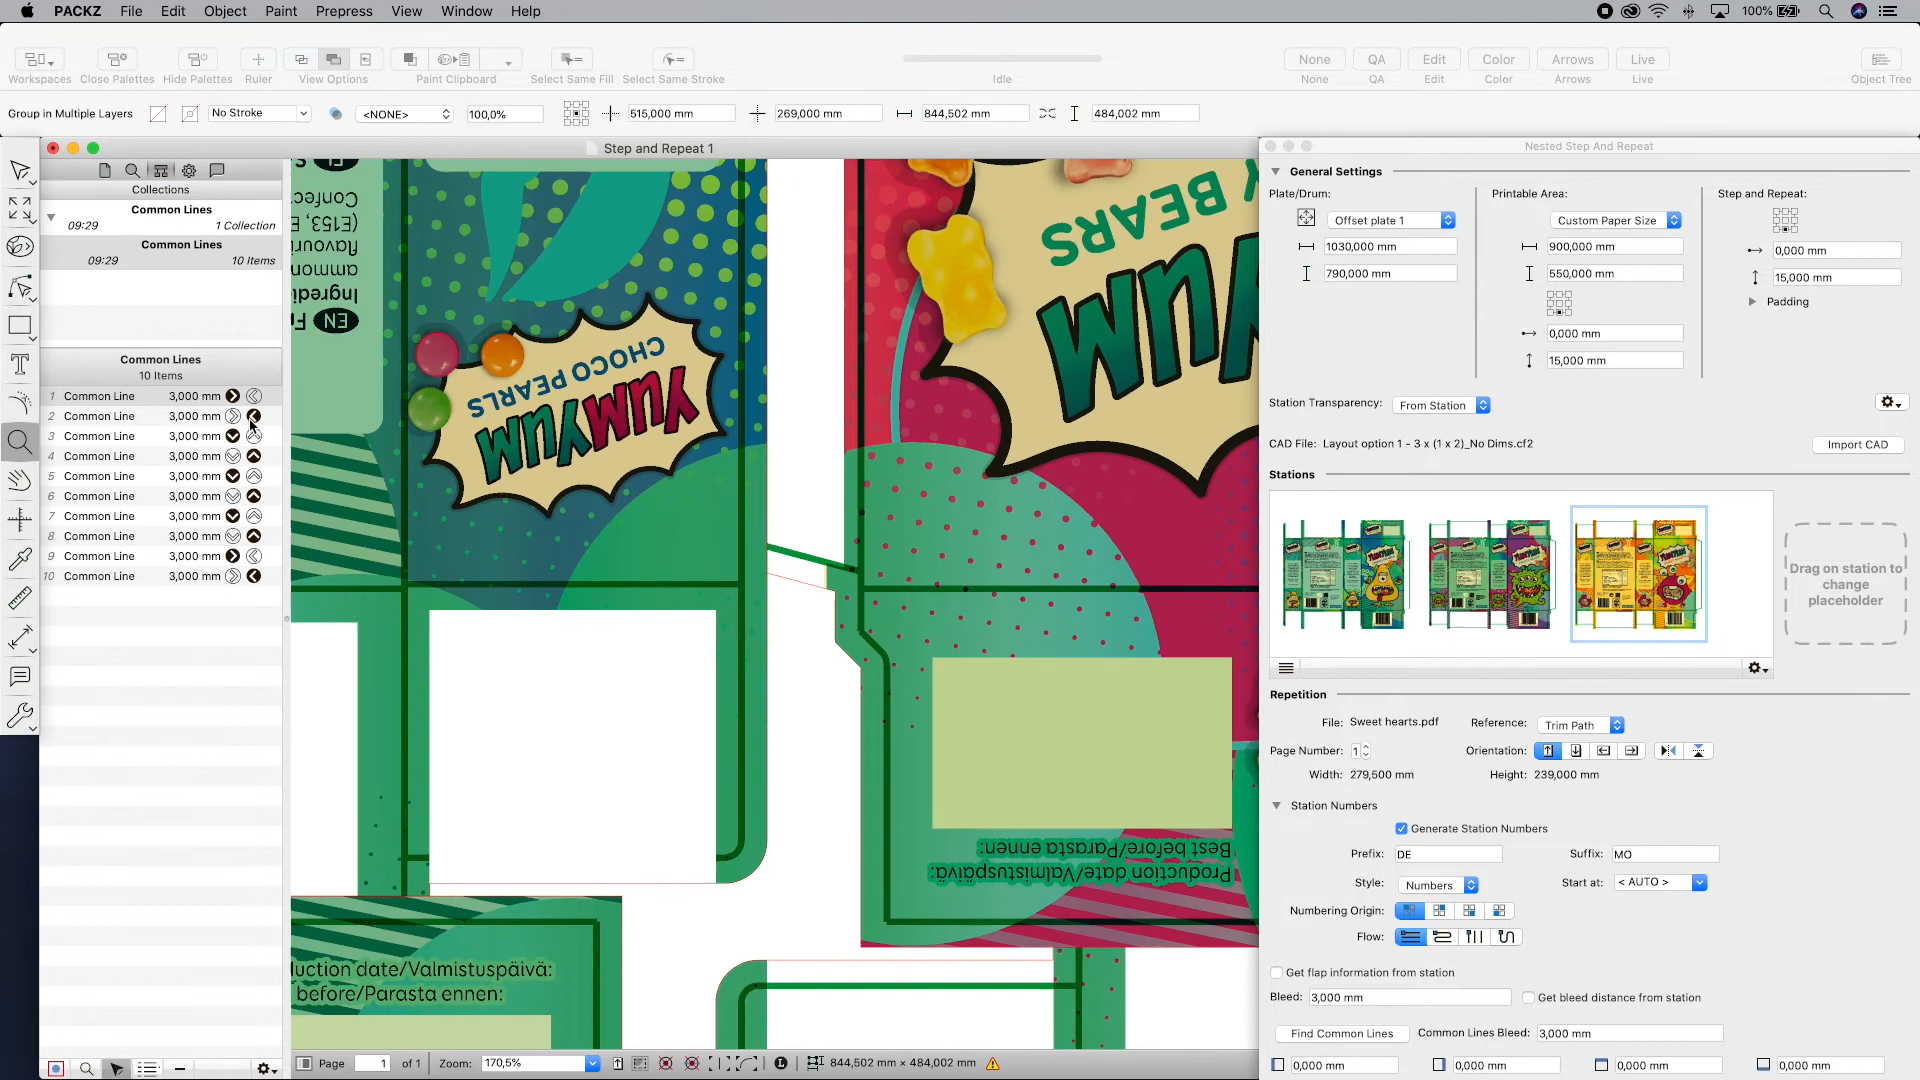 PACKZ File Edit Object Paint Prepress View Window Help
100%
Workspaces Close Palettes Hide Palettes Ruler View Options Paint Clipboard Select Same Fill Select Same Stroke
Idle
None QA Edit Color Arrows Live
None QA Edit Color Arrows Live Object Tree
Group in Multiple Layers No Stroke <NONE> 100,0% 515,000 mm 269,000 mm 844,502 mm 484,002 mm
Step and Repeat 1
Collections
Common Lines
09:29 1 Collection
Common Lines
09:29 10 Items
Common Lines
10 Items
1 Common Line 3,000 mm
2 Common Line 3,000 mm
3 Common Line 3,000 mm
4 Common Line 3,000 mm
5 Common Line 3,000 mm
6 Common Line 3,000 mm
7 Common Line 3,000 mm
8 Common Line 3,000 mm
9 Common Line 3,000 mm
10 Common Line 3,000 mm
EN
Ingredie
ammon
flavouri
(E153, E
Confect
YUMYUM
CHOCO PEARLS
YUM
BEARS
Production date/Valmistuspäivä:
Best before/Parasta ennen:
uction date/Valmistuspäivä:
before/Parasta ennen:
Page 1 of 1 Zoom: 170,5% 844,502 mm × 484,002 mm
Nested Step And Repeat
General Settings
Plate/Drum: Printable Area: Step and Repeat:
Offset plate 1 Custom Paper Size
1030,000 mm 900,000 mm 0,000 mm
790,000 mm 550,000 mm 15,000 mm
Padding
0,000 mm
15,000 mm
Station Transparency: From Station
CAD File: Layout option 1 - 3 x (1 x 2)_No Dims.cf2 Import CAD
Stations
Drag on station to
change
placeholder
Repetition
File: Sweet hearts.pdf Reference: Trim Path
Page Number: 1 Orientation:
Width: 279,500 mm Height: 239,000 mm
Station Numbers
Generate Station Numbers
Prefix: DE Suffix: MO
Style: Numbers Start at: < AUTO >
Numbering Origin:
Flow:
Get flap information from station
Bleed: 3,000 mm Get bleed distance from station
Find Common Lines Common Lines Bleed: 3,000 mm
0,000 mm 0,000 mm 0,000 mm 0,000 mm